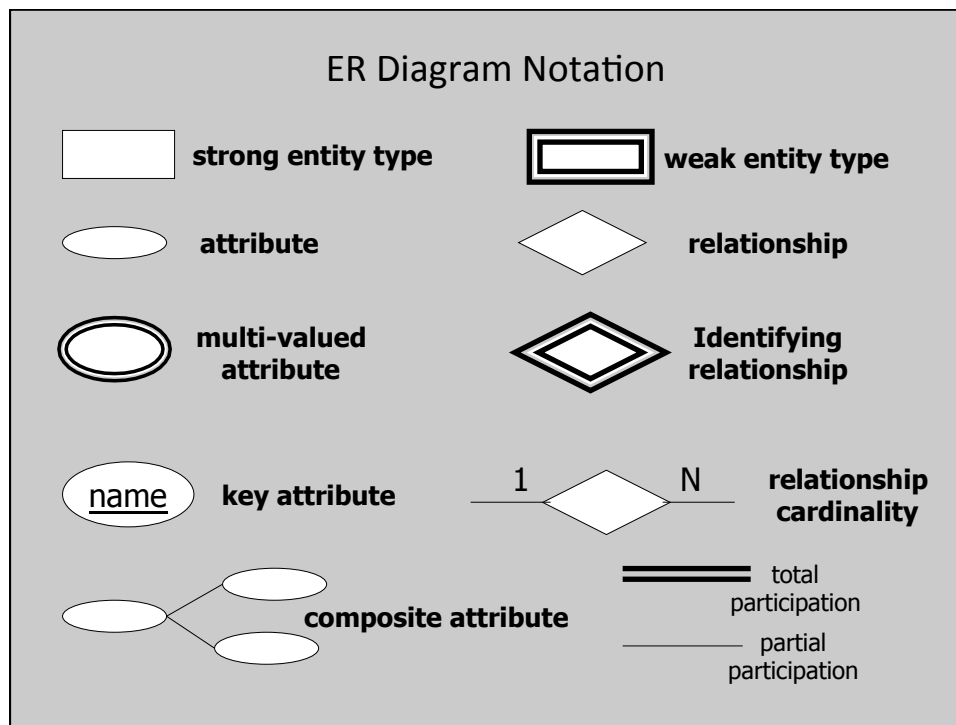 ER Diagram Notation
strong entity type
weak entity type
attribute
relationship
multi-valued
attribute
Identifying
relationship
name
key attribute
1
N
relationship
cardinality
composite attribute
total
participation
partial
participation